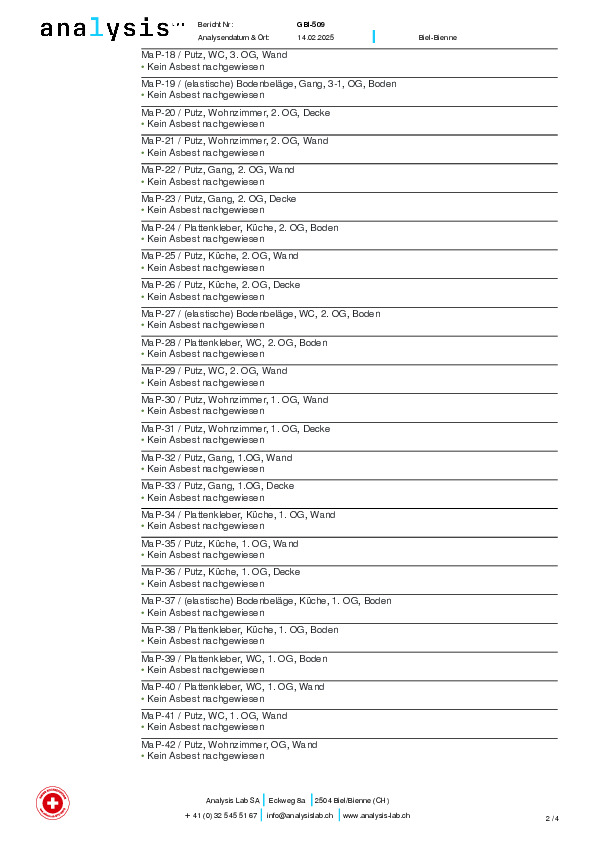 analysis
Bericht Nr: GBI-509
Analysendatum & Ort: 14.02.2025 Biel-Bienne
MaP-18 / Putz, WC, 3. OG, Wand
• Kein Asbest nachgewiesen
MaP-19 / (elastische) Bodenbeläge, Gang, 3-1, OG, Boden
• Kein Asbest nachgewiesen
MaP-20 / Putz, Wohnzimmer, 2. OG, Decke
• Kein Asbest nachgewiesen
MaP-21 / Putz, Wohnzimmer, 2. OG, Wand
• Kein Asbest nachgewiesen
MaP-22 / Putz, Gang, 2. OG, Wand
• Kein Asbest nachgewiesen
MaP-23 / Putz, Gang, 2. OG, Decke
• Kein Asbest nachgewiesen
MaP-24 / Plattenkleber, Küche, 2. OG, Boden
• Kein Asbest nachgewiesen
MaP-25 / Putz, Küche, 2. OG, Wand
• Kein Asbest nachgewiesen
MaP-26 / Putz, Küche, 2. OG, Decke
• Kein Asbest nachgewiesen
MaP-27 / (elastische) Bodenbeläge, WC, 2. OG, Boden
• Kein Asbest nachgewiesen
MaP-28 / Plattenkleber, WC, 2. OG, Boden
• Kein Asbest nachgewiesen
MaP-29 / Putz, WC, 2. OG, Wand
• Kein Asbest nachgewiesen
MaP-30 / Putz, Wohnzimmer, 1. OG, Wand
• Kein Asbest nachgewiesen
MaP-31 / Putz, Wohnzimmer, 1. OG, Decke
• Kein Asbest nachgewiesen
MaP-32 / Putz, Gang, 1.OG, Wand
• Kein Asbest nachgewiesen
MaP-33 / Putz, Gang, 1.OG, Decke
• Kein Asbest nachgewiesen
MaP-34 / Plattenkleber, Küche, 1. OG, Wand
• Kein Asbest nachgewiesen
MaP-35 / Putz, Küche, 1. OG, Wand
• Kein Asbest nachgewiesen
MaP-36 / Putz, Küche, 1. OG, Decke
• Kein Asbest nachgewiesen
MaP-37 / (elastische) Bodenbeläge, Küche, 1. OG, Boden
• Kein Asbest nachgewiesen
MaP-38 / Plattenkleber, Küche, 1. OG, Boden
• Kein Asbest nachgewiesen
MaP-39 / Plattenkleber, WC, 1. OG, Boden
• Kein Asbest nachgewiesen
MaP-40 / Plattenkleber, WC, 1. OG, Wand
• Kein Asbest nachgewiesen
MaP-41 / Putz, WC, 1. OG, Wand
• Kein Asbest nachgewiesen
MaP-42 / Putz, Wohnzimmer, OG, Wand
• Kein Asbest nachgewiesen
Analysis Lab SA Eckweg 8a 2504 Biel/Bienne (CH)
+ 41 (0) 32 545 51 67 info@analysislab.ch www.analysis-lab.ch
2 / 4